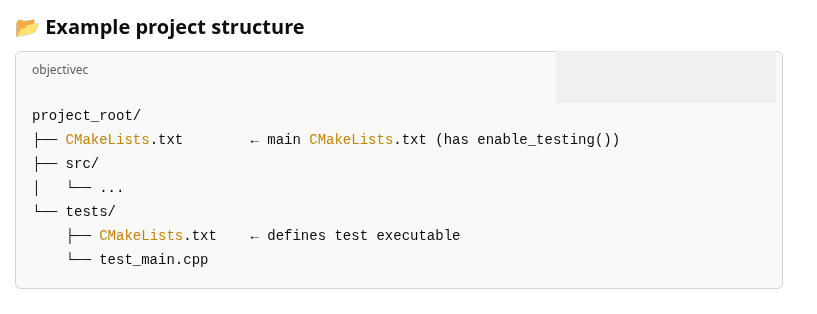 📂 Example project structure
objectivec
project_root/
├── CMakeLists.txt        ← main CMakeLists.txt (has enable_testing())
├── src/
│   └── ...
└── tests/
    ├── CMakeLists.txt    ← defines test executable
    └── test_main.cpp